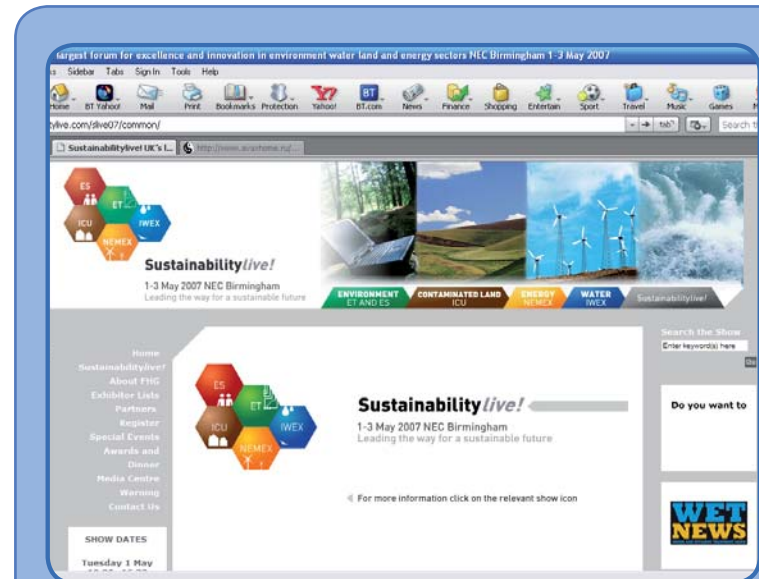 largest forum for excellence and innovation in environment water land and energy sectors NEC Birmingham 1-3 May 2007
Sidebar Tabs Sign In Tools Help
Home BT Yahoo! Mail Print Bookmarks Protection Yahoo! BT.com News Finance Shopping Entertain Sport Travel Music Games
BT
tylive.com/slive07/common/
tab? Search t
Sustainabilitylive! UK's l...
ES
ET
ICU
IWEX
NEMEX
Sustainabilitylive!
1-3 May 2007 NEC Birmingham
Leading the way for a sustainable future
ENVIRONMENT CONTAMINATED LAND ENERGY WATER Sustainabilitylive!
ET AND ES ICU NEMEX IWEX
Search the Show
Enter keyword(s) here
Home
Sustainabilitylive!
About FHG
Exhibitor Lists
Partners
Register
Special Events
Awards and
Dinner
Media Centre
Warning
Contact Us
ES
ET
ICU
IWEX
NEMEX
Sustainabilitylive!
1-3 May 2007 NEC Birmingham
Leading the way for a sustainable future
For more information click on the relevant show icon
Do you want to
WET
NEWS
SHOW DATES
Tuesday 1 May